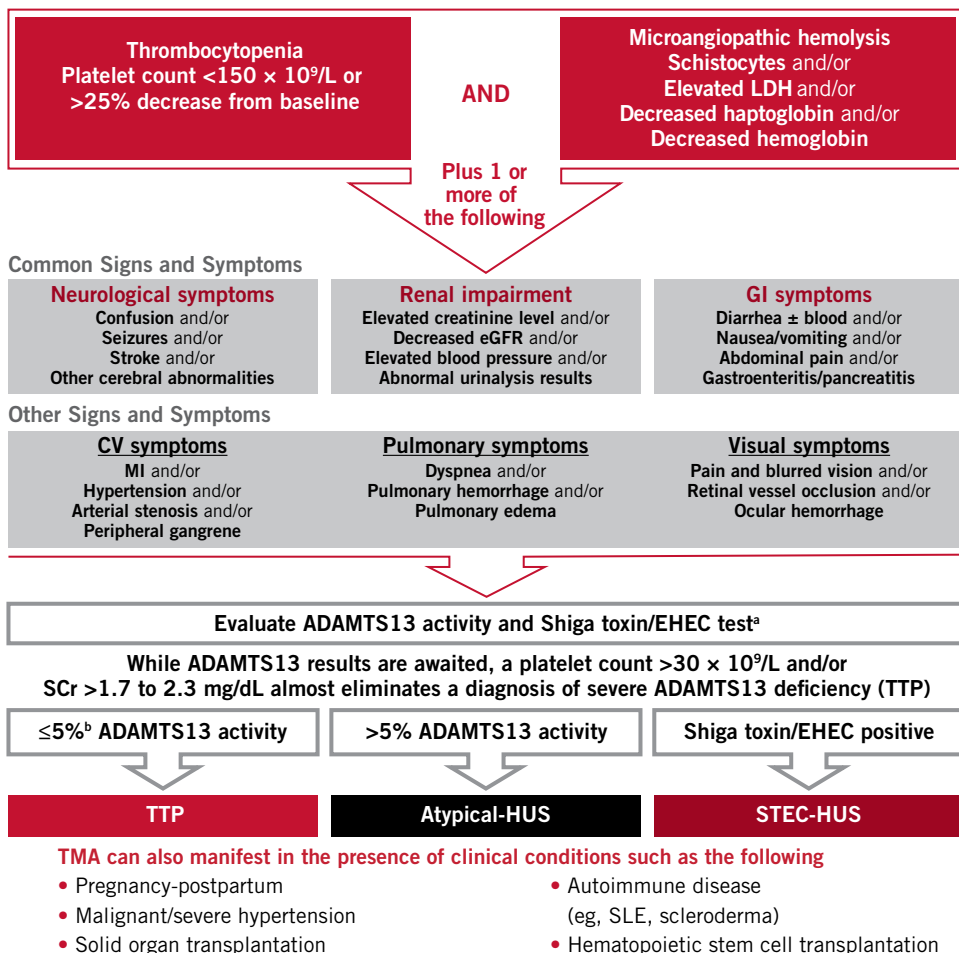 Thrombocytopenia
Platelet count <150 × 10⁹/L or
>25% decrease from baseline
AND
Microangiopathic hemolysis
Schistocytes and/or
Elevated LDH and/or
Decreased haptoglobin and/or
Decreased hemoglobin
Plus 1 or
more of
the following
Common Signs and Symptoms
Neurological symptoms
Confusion and/or
Seizures and/or
Stroke and/or
Other cerebral abnormalities
Renal impairment
Elevated creatinine level and/or
Decreased eGFR and/or
Elevated blood pressure and/or
Abnormal urinalysis results
GI symptoms
Diarrhea ± blood and/or
Nausea/vomiting and/or
Abdominal pain and/or
Gastroenteritis/pancreatitis
Other Signs and Symptoms
CV symptoms
MI and/or
Hypertension and/or
Arterial stenosis and/or
Peripheral gangrene
Pulmonary symptoms
Dyspnea and/or
Pulmonary hemorrhage and/or
Pulmonary edema
Visual symptoms
Pain and blurred vision and/or
Retinal vessel occlusion and/or
Ocular hemorrhage
Evaluate ADAMTS13 activity and Shiga toxin/EHEC testᵃ
While ADAMTS13 results are awaited, a platelet count >30 × 10⁹/L and/or
SCr >1.7 to 2.3 mg/dL almost eliminates a diagnosis of severe ADAMTS13 deficiency (TTP)
≤5%ᵇ ADAMTS13 activity
>5% ADAMTS13 activity
Shiga toxin/EHEC positive
TTP
Atypical-HUS
STEC-HUS
TMA can also manifest in the presence of clinical conditions such as the following
• Pregnancy-postpartum
• Malignant/severe hypertension
• Solid organ transplantation
• Autoimmune disease
(eg, SLE, scleroderma)
• Hematopoietic stem cell transplantation